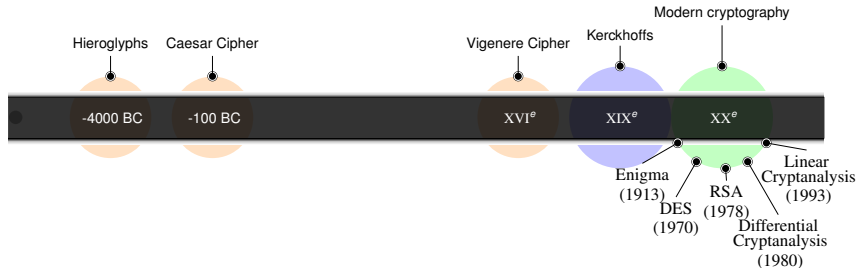 Modern cryptography
Hieroglyphs
Caesar Cipher
Vigenere Cipher
Kerckhoffs
-4000 BC
-100 BC
XVIᵉ
XIXᵉ
XXᵉ
Enigma
(1913)
DES
(1970)
RSA
(1978)
Differential
Cryptanalysis
(1980)
Linear
Cryptanalysis
(1993)